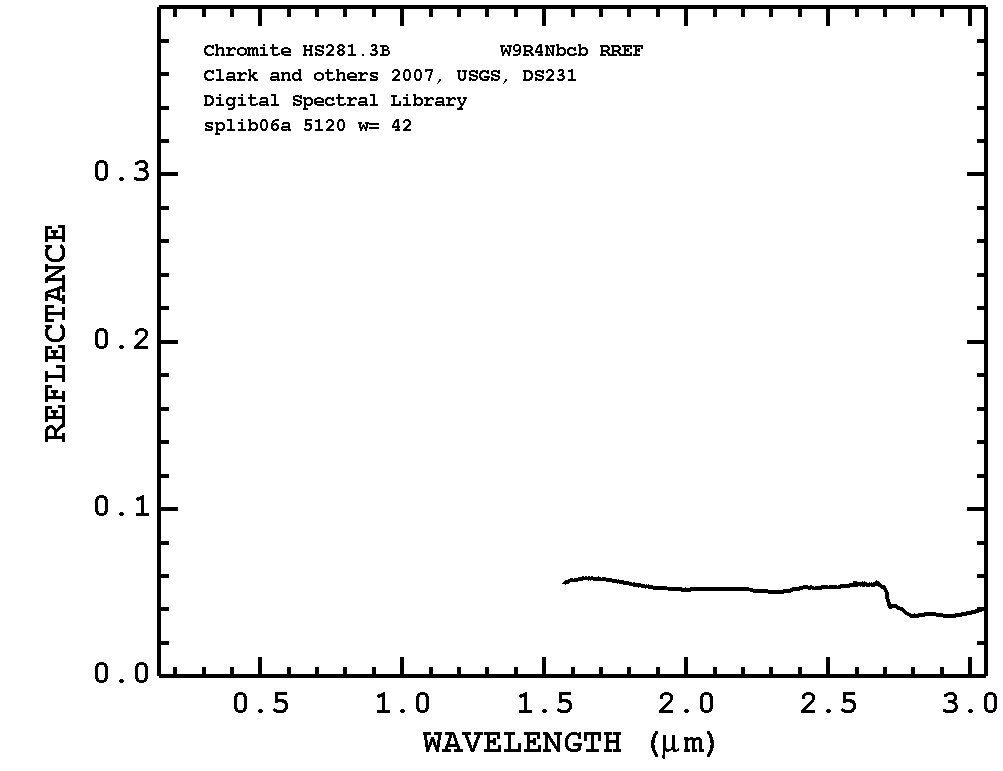 Chromite HS281.3B W9R4Nbcb RREF
Clark and others 2007, USGS, DS231
Digital Spectral Library
splib06a 5120 w= 42
0.3
0.2
0.1
0.0
REFLECTANCE
0.5 1.0 1.5 2.0 2.5 3.0
WAVELENGTH (μm)